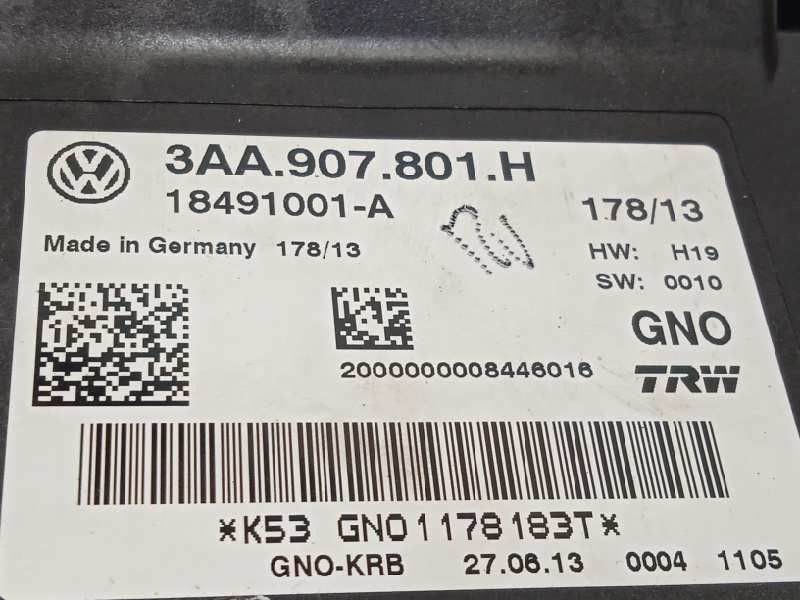 3AA.907.801.H
18491001-A 178/13
Made in Germany 178/13 HW: H19
SW: 0010
GNO
2000000008446016 TRW
*K53 GNO1178183T*
GNO-KRB 27.06.13 0004 1105